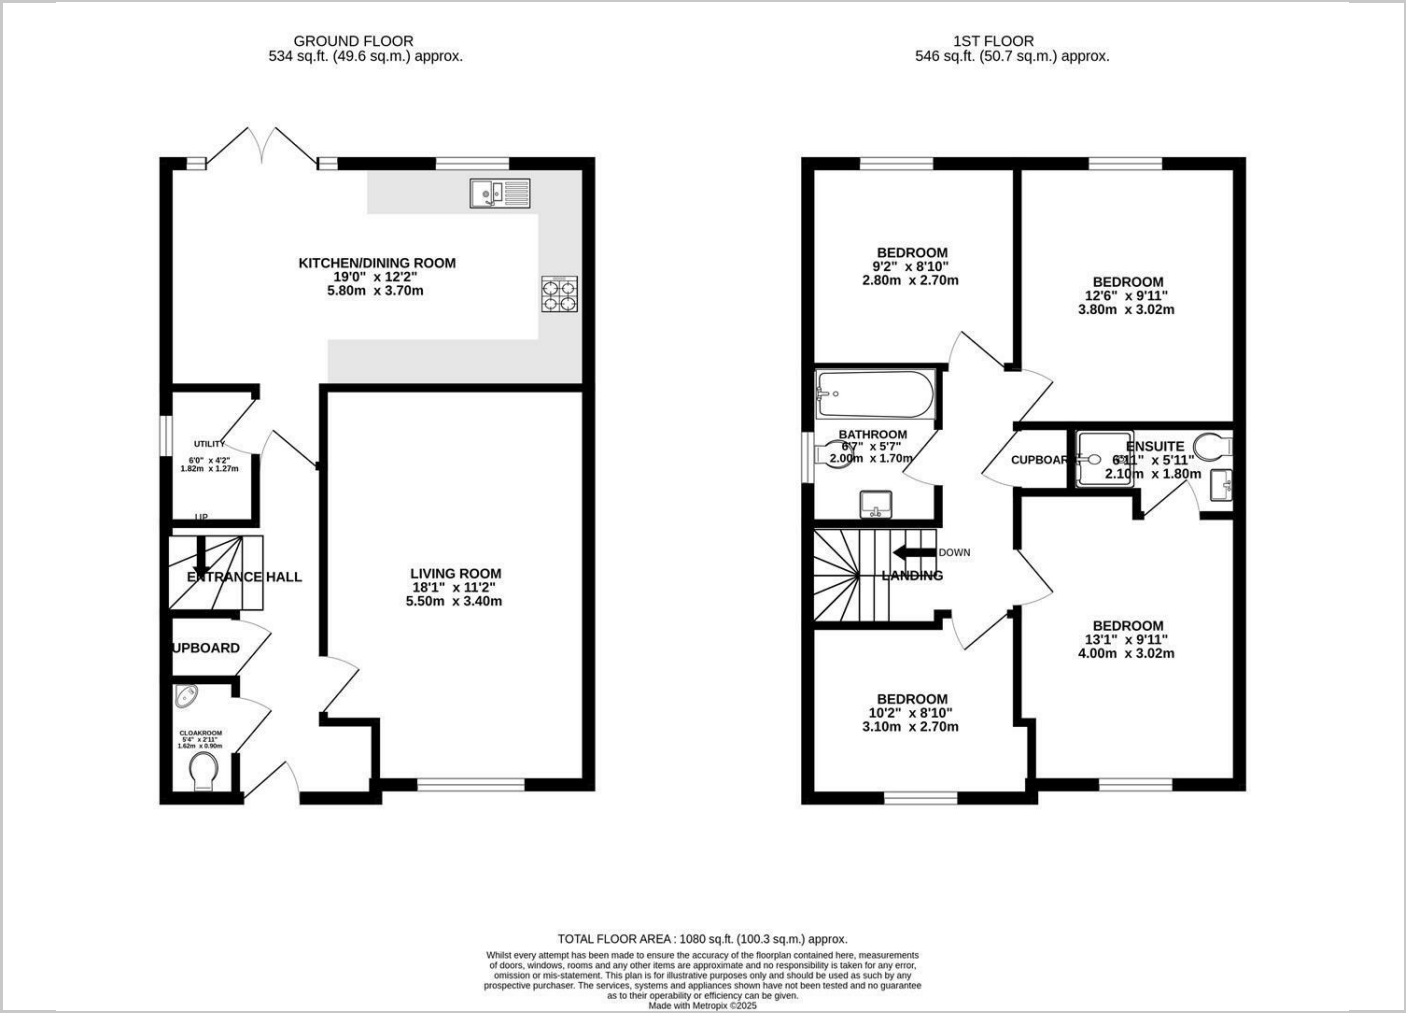 GROUND FLOOR
534 sq.ft. (49.6 sq.m.) approx.
1ST FLOOR
546 sq.ft. (50.7 sq.m.) approx.
KITCHEN/DINING ROOM
19'0" x 12'2"
5.80m x 3.70m
UTILITY
6'0" x 4'2"
1.82m x 1.27m
UP
ENTRANCE HALL
UPBOARD
CLOAKROOM
5'4" x 2'11"
1.62m x 0.90m
LIVING ROOM
18'1" x 11'2"
5.50m x 3.40m
BEDROOM
9'2" x 8'10"
2.80m x 2.70m
BEDROOM
12'6" x 9'11"
3.80m x 3.02m
BATHROOM
6'7" x 5'7"
2.00m x 1.70m
CUPBOARD
ENSUITE
6'11" x 5'11"
2.10m x 1.80m
DOWN
LANDING
BEDROOM
13'1" x 9'11"
4.00m x 3.02m
BEDROOM
10'2" x 8'10"
3.10m x 2.70m
TOTAL FLOOR AREA : 1080 sq.ft. (100.3 sq.m.) approx.
Whilst every attempt has been made to ensure the accuracy of the floorplan contained here, measurements
of doors, windows, rooms and any other items are approximate and no responsibility is taken for any error,
omission or mis-statement. This plan is for illustrative purposes only and should be used as such by any
prospective purchaser. The services, systems and appliances shown have not been tested and no guarantee
as to their operability or efficiency can be given.
Made with Metropix ©2025